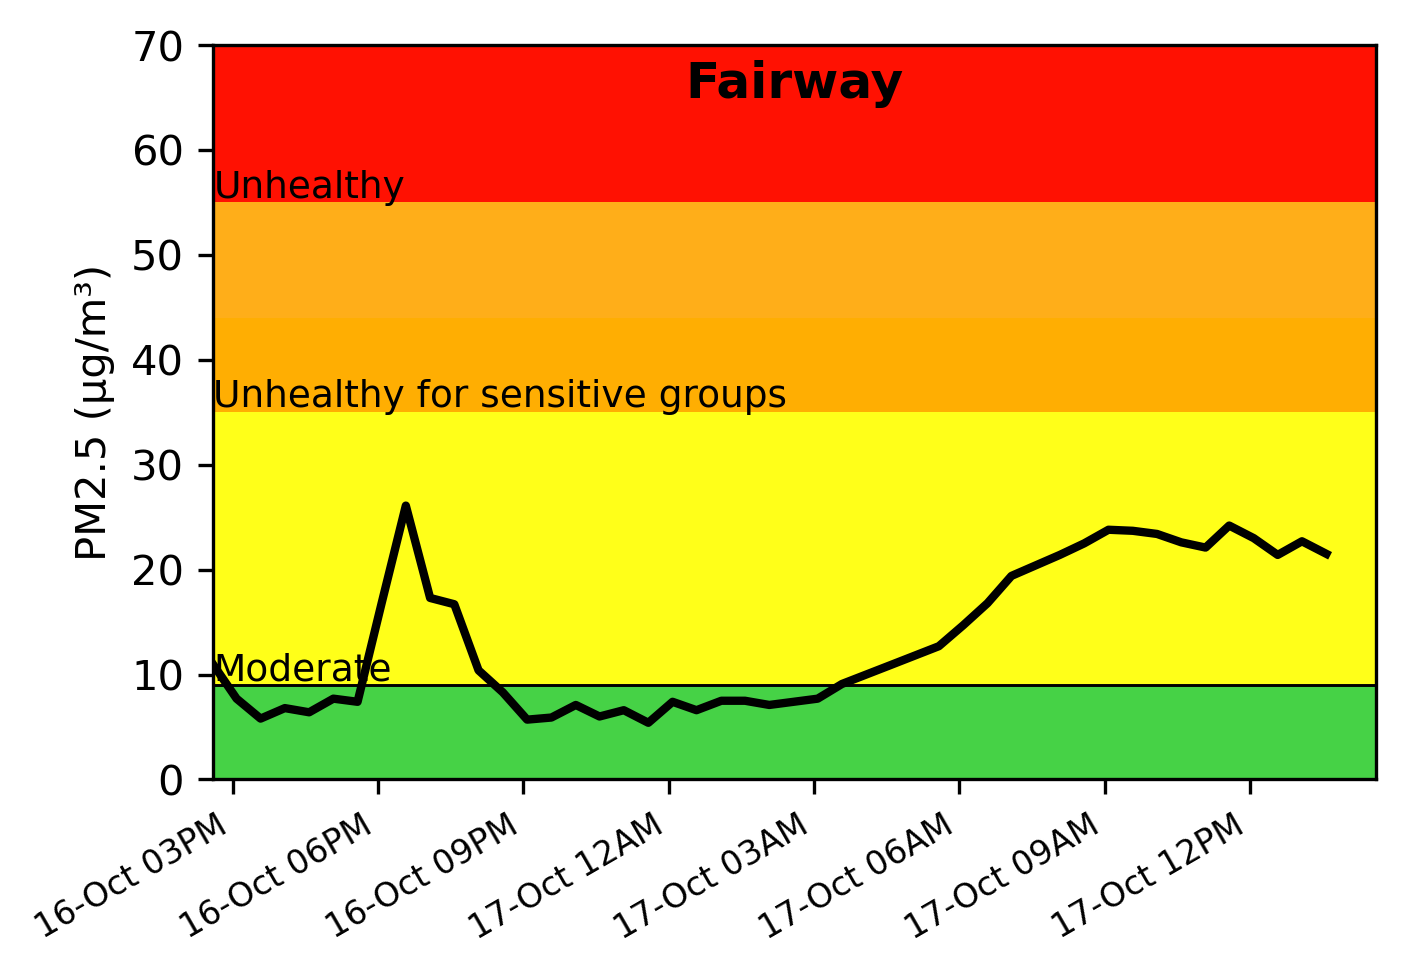 Fairway
70
60
50
40
30
20
10
0
PM2.5 (µg/m³)
Unhealthy
Unhealthy for sensitive groups
Moderate
16-Oct 03PM
16-Oct 06PM
16-Oct 09PM
17-Oct 12AM
17-Oct 03AM
17-Oct 06AM
17-Oct 09AM
17-Oct 12PM